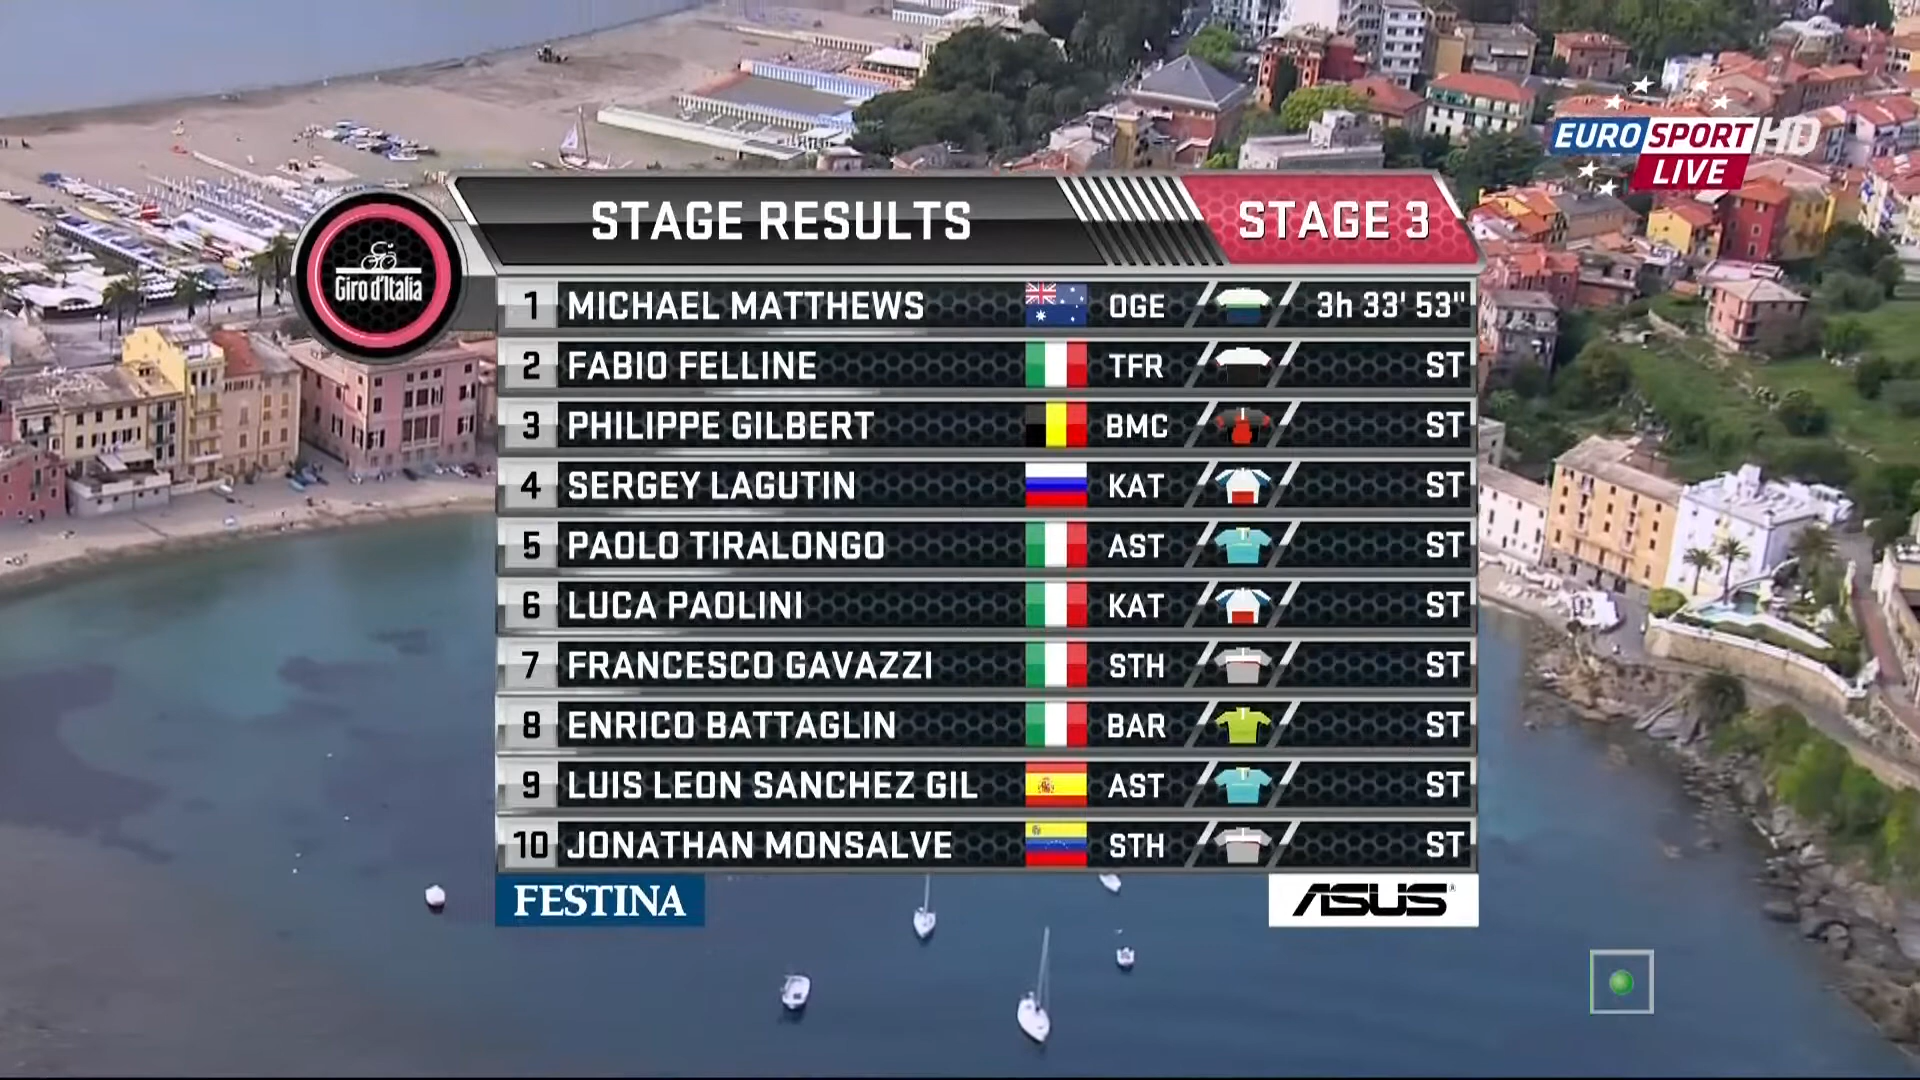 EUROSPORT HD
LIVE
Giro d'Italia
STAGE RESULTS STAGE 3
1 MICHAEL MATTHEWS OGE 3h 33' 53"
2 FABIO FELLINE TFR ST
3 PHILIPPE GILBERT BMC ST
4 SERGEY LAGUTIN KAT ST
5 PAOLO TIRALONGO AST ST
6 LUCA PAOLINI KAT ST
7 FRANCESCO GAVAZZI STH ST
8 ENRICO BATTAGLIN BAR ST
9 LUIS LEON SANCHEZ GIL AST ST
10 JONATHAN MONSALVE STH ST
FESTINA ASUS®